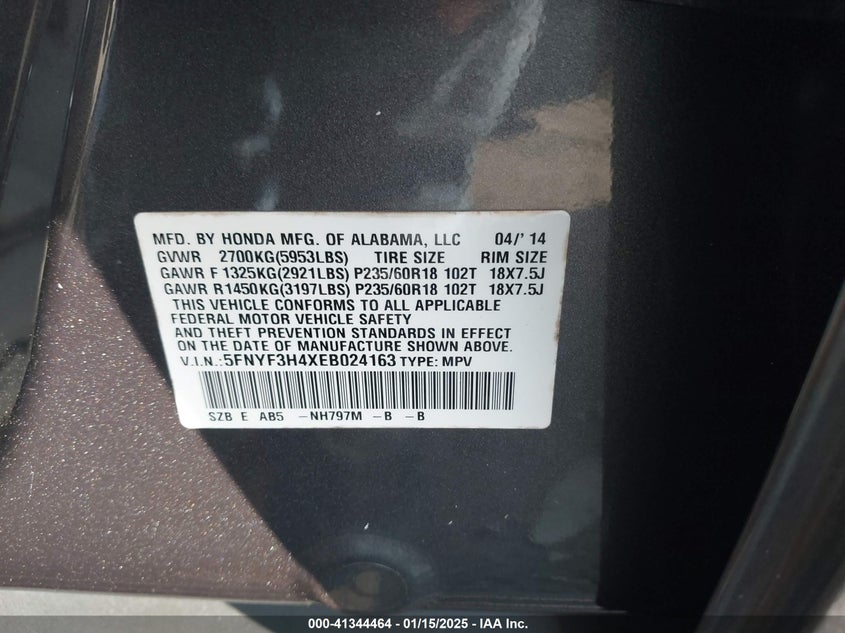 MFD. BY HONDA MFG. OF ALABAMA, LLC 04/' 14
GVWR 2700KG(5953LBS) TIRE SIZE RIM SIZE
GAWR F 1325KG(2921LBS) P235/60R18 102T 18X7.5J
GAWR R1450KG(3197LBS) P235/60R18 102T 18X7.5J
THIS VEHICLE CONFORMS TO ALL APPLICABLE
FEDERAL MOTOR VEHICLE SAFETY
AND THEFT PREVENTION STANDARDS IN EFFECT
ON THE DATE OF MANUFACTURE SHOWN ABOVE.
V.I.N.:5FNYF3H4XEB024163 TYPE: MPV
SZB E AB5 -NH797M -B -B
000-41344464 - 01/15/2025 - IAA Inc.